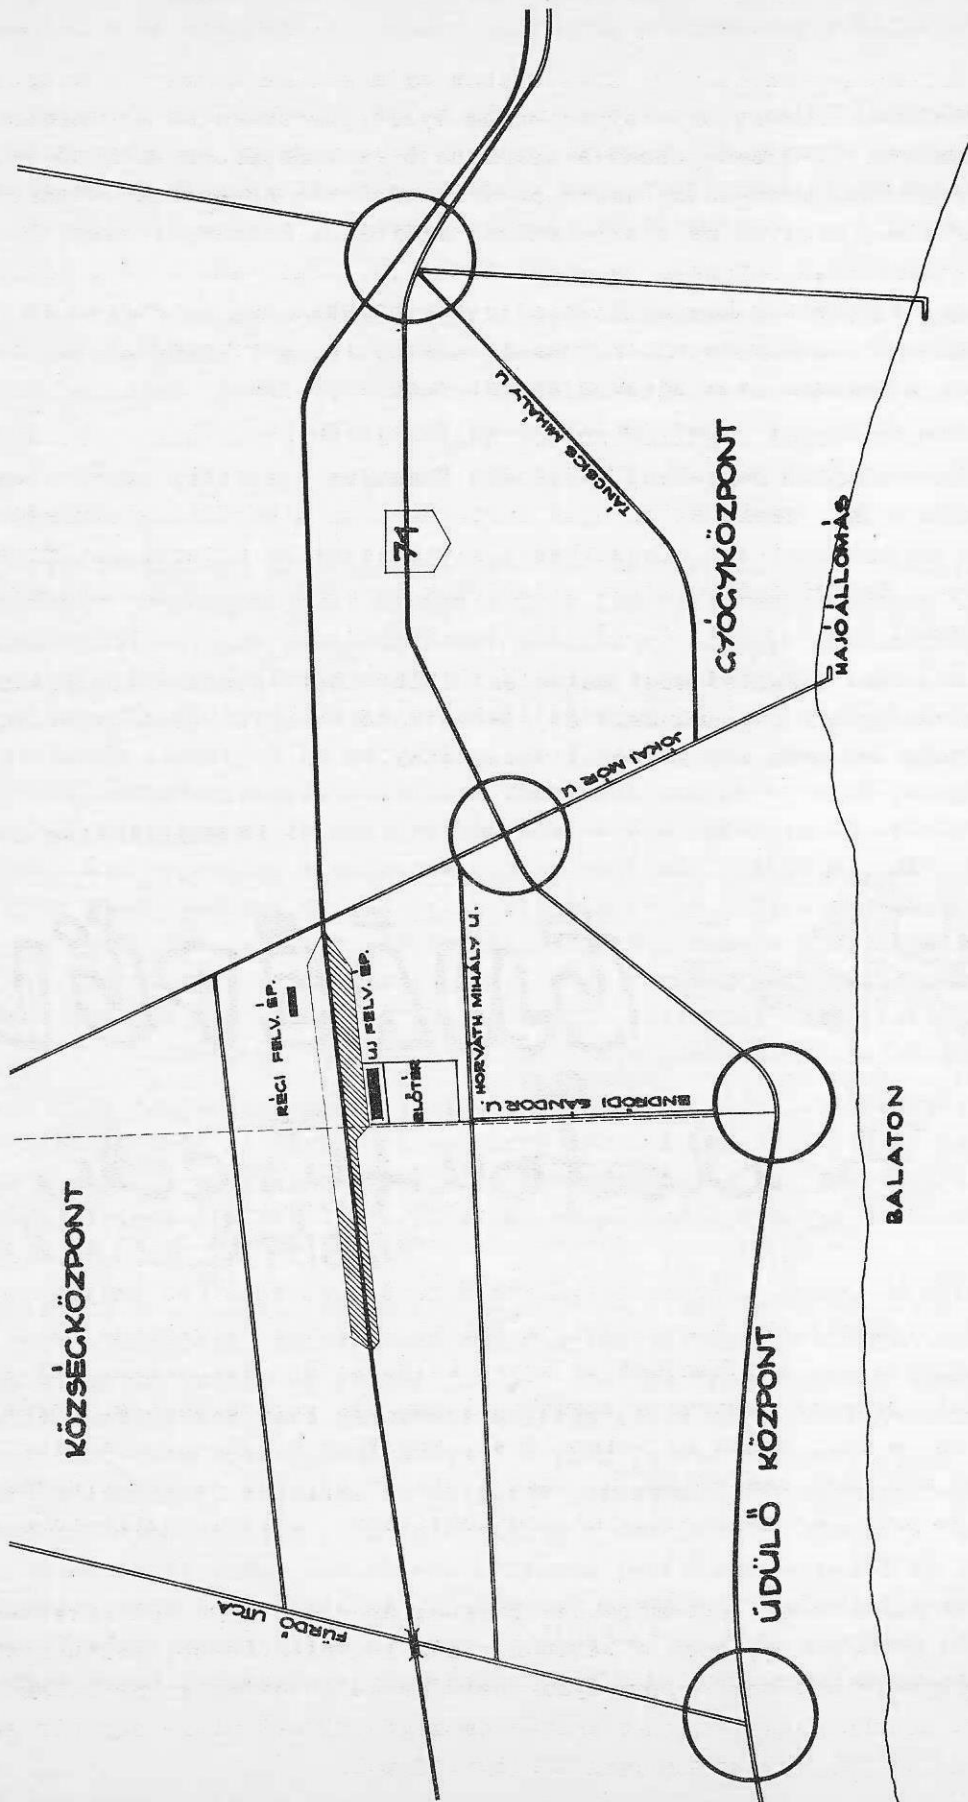 KÖZSÉGKÖZPONT
FÜRDŐ
UTCA
RÉGI FELV. ÉP.
ÚJ FELV. ÉP.
ELŐTÉR
HORVÁTH MIHÁLY U.
ENDRŐDI SÁNDOR U.
JÓKAI MÓR U
71
TÁNCSICS MIHÁLY U
GYÓGYKÖZPONT
HAJÓÁLLOMÁS
ÜDÜLŐ KÖZPONT
BALATON